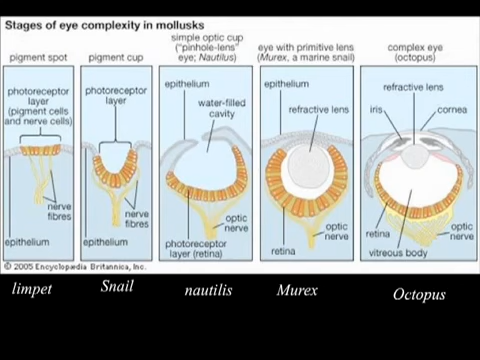 Stages of eye complexity in mollusks
pigment spot
photoreceptor
layer
(pigment cells
and nerve cells)
nerve
fibres
epithelium
pigment cup
photoreceptor
layer
nerve
fibres
epithelium
simple optic cup
("pinhole-lens"
eye; Nautilus)
epithelium
water-filled
cavity
optic
nerve
photoreceptor
layer (retina)
eye with primitive lens
(Murex, a marine snail)
epithelium
refractive lens
optic
nerve
retina
complex eye
(octopus)
refractive lens
iris
cornea
retina
optic
nerve
vitreous body
© 2005 Encyclopædia Britannica, Inc.
limpet
Snail
nautilis
Murex
Octopus